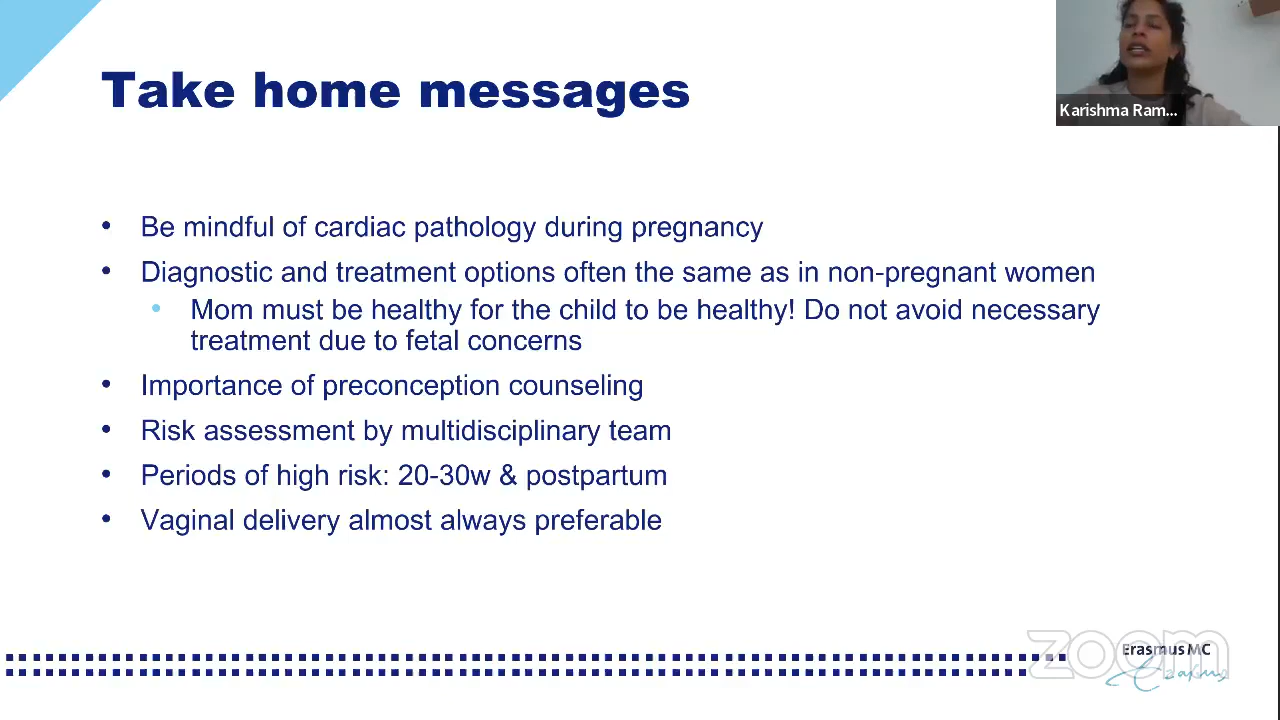 Take home messages
Karishma Ram...
• Be mindful of cardiac pathology during pregnancy
• Diagnostic and treatment options often the same as in non-pregnant women
• Mom must be healthy for the child to be healthy! Do not avoid necessary
treatment due to fetal concerns
• Importance of preconception counseling
• Risk assessment by multidisciplinary team
• Periods of high risk: 20-30w & postpartum
• Vaginal delivery almost always preferable
zoom
Erasmus MC
Erasmus